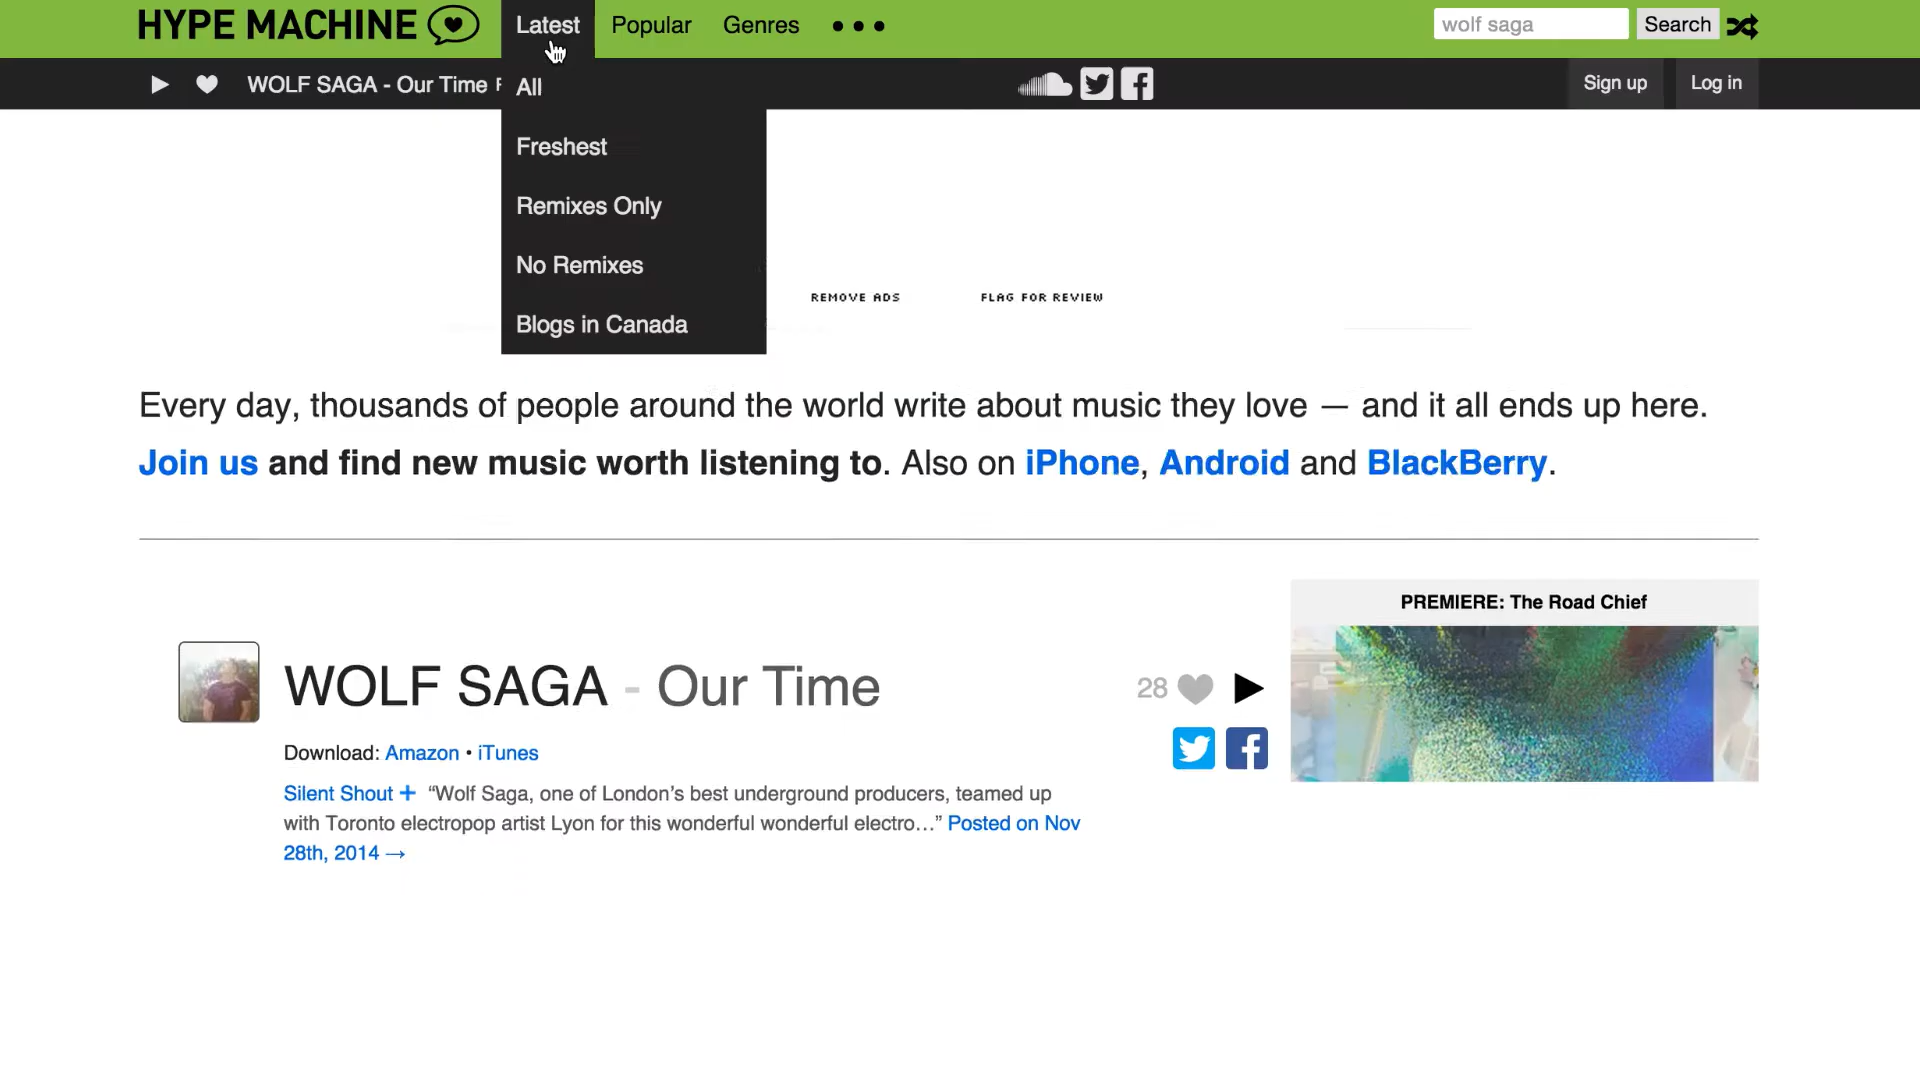 HYPE MACHINE Latest Popular Genres wolf saga Search
WOLF SAGA - Our Time All Sign up Log in
Freshest
Remixes Only
No Remixes
Blogs in Canada
REMOVE ADS FLAG FOR REVIEW
Every day, thousands of people around the world write about music they love — and it all ends up here.
Join us and find new music worth listening to. Also on iPhone, Android and BlackBerry.
PREMIERE: The Road Chief
WOLF SAGA - Our Time 28
Download: Amazon • iTunes
Silent Shout + “Wolf Saga, one of London’s best underground producers, teamed up
with Toronto electropop artist Lyon for this wonderful wonderful electro…” Posted on Nov
28th, 2014 →